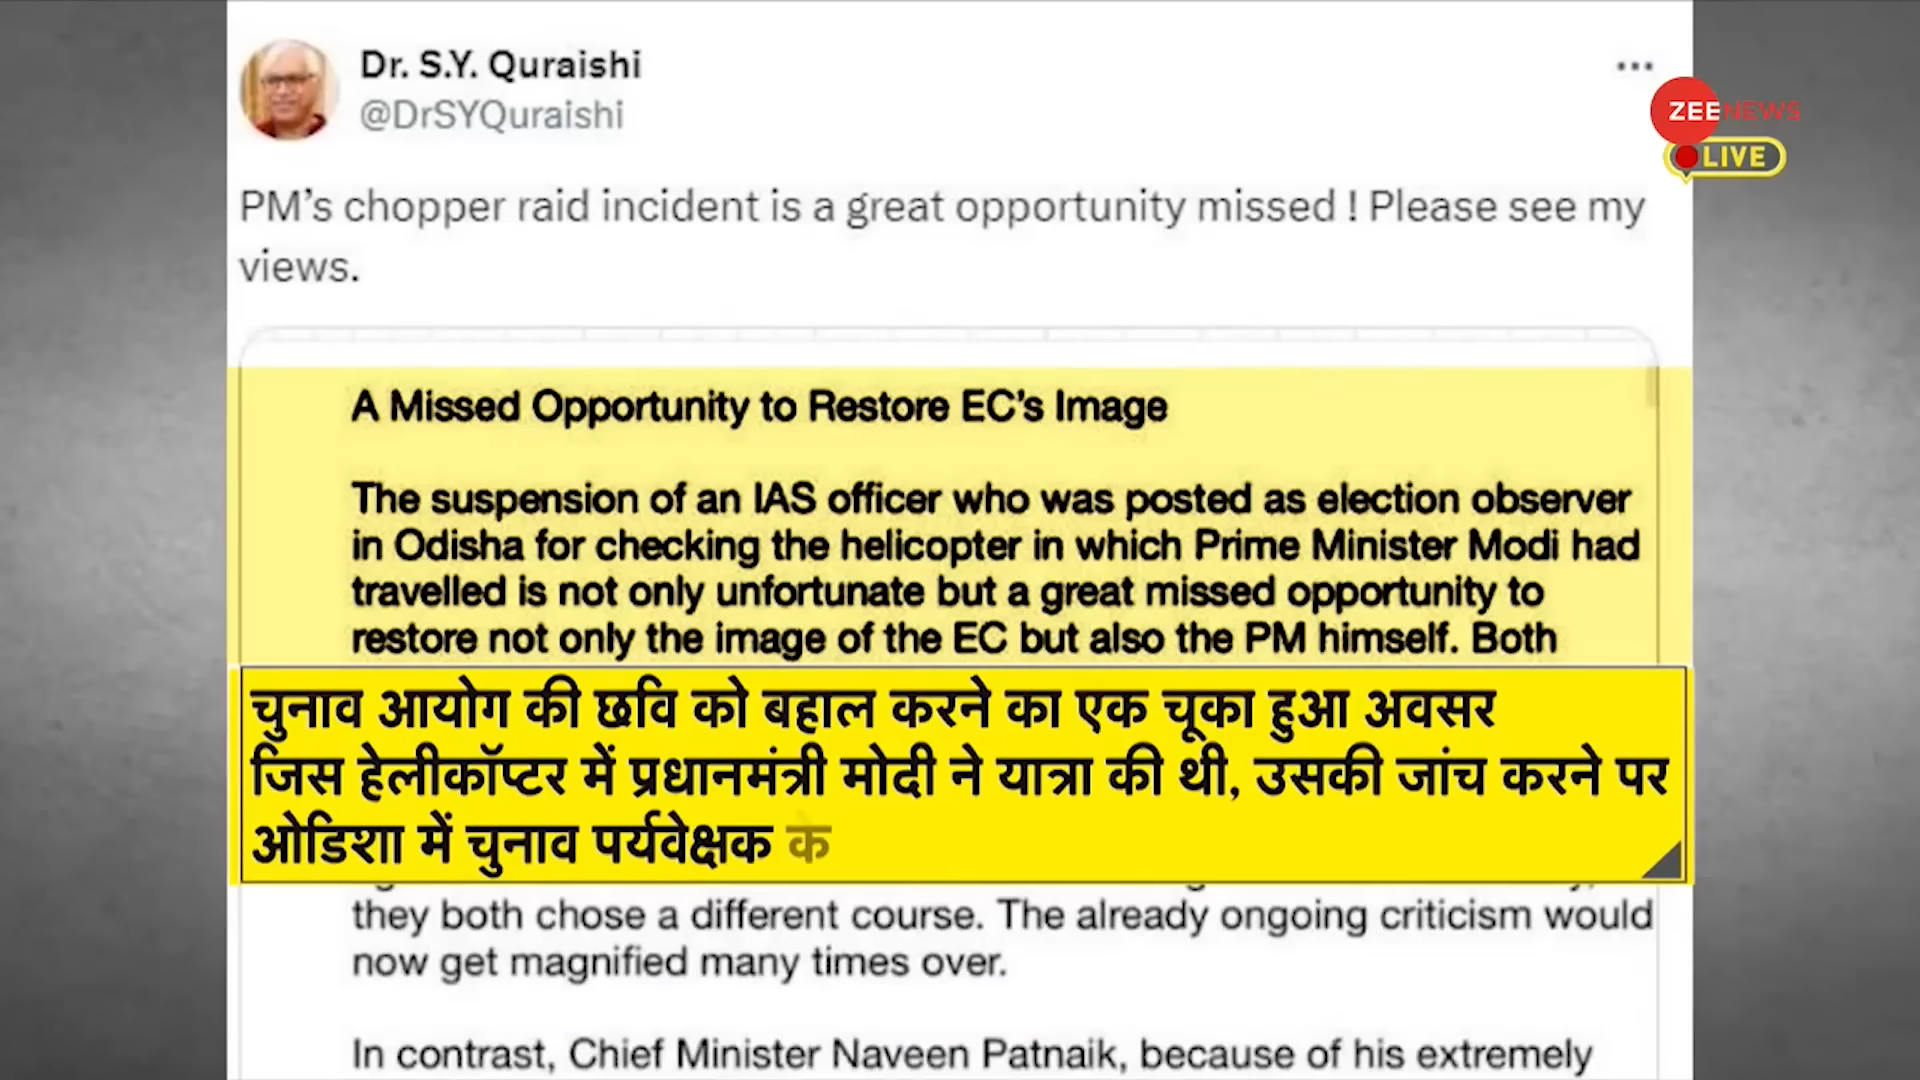 Dr. S.Y. Quraishi
@DrSYQuraishi
ZEE NEWS
LIVE
PM’s chopper raid incident is a great opportunity missed ! Please see my
views.
A Missed Opportunity to Restore EC’s Image
The suspension of an IAS officer who was posted as election observer
in Odisha for checking the helicopter in which Prime Minister Modi had
travelled is not only unfortunate but a great missed opportunity to
restore not only the image of the EC but also the PM himself. Both
चुनाव आयोग की छवि को बहाल करने का एक चूका हुआ अवसर
जिस हेलीकॉप्टर में प्रधानमंत्री मोदी ने यात्रा की थी, उसकी जांच करने पर
ओडिशा में चुनाव पर्यवेक्षक के
they both chose a different course. The already ongoing criticism would
now get magnified many times over.
In contrast, Chief Minister Naveen Patnaik, because of his extremely